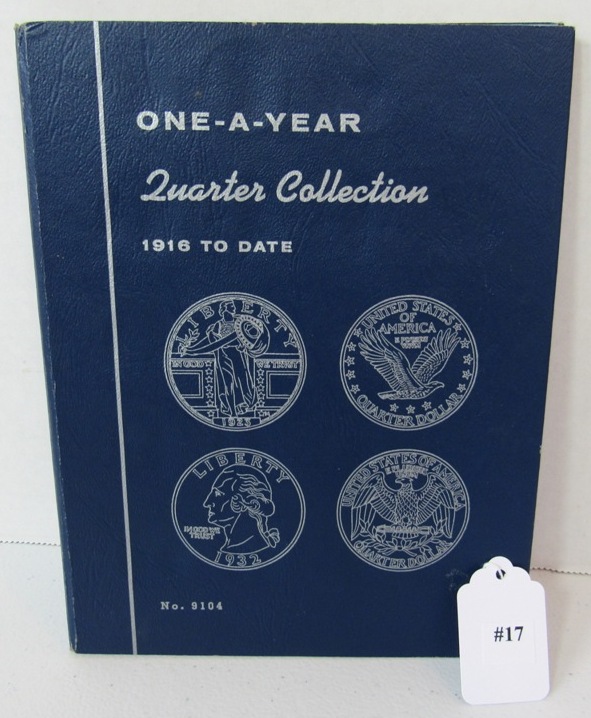 ONE-A-YEAR
Quarter Collection
1916 TO DATE
LIBERTY
IN GOD WE TRUST
UNITED STATES
OF
AMERICA
E PLURIBUS
UNUM
QUARTER DOLLAR
LIBERTY
IN GOD WE
TRUST
1932
UNITED STATES OF AMERICA
E PLURIBUS
UNUM
QUARTER DOLLAR
No. 9104
#17